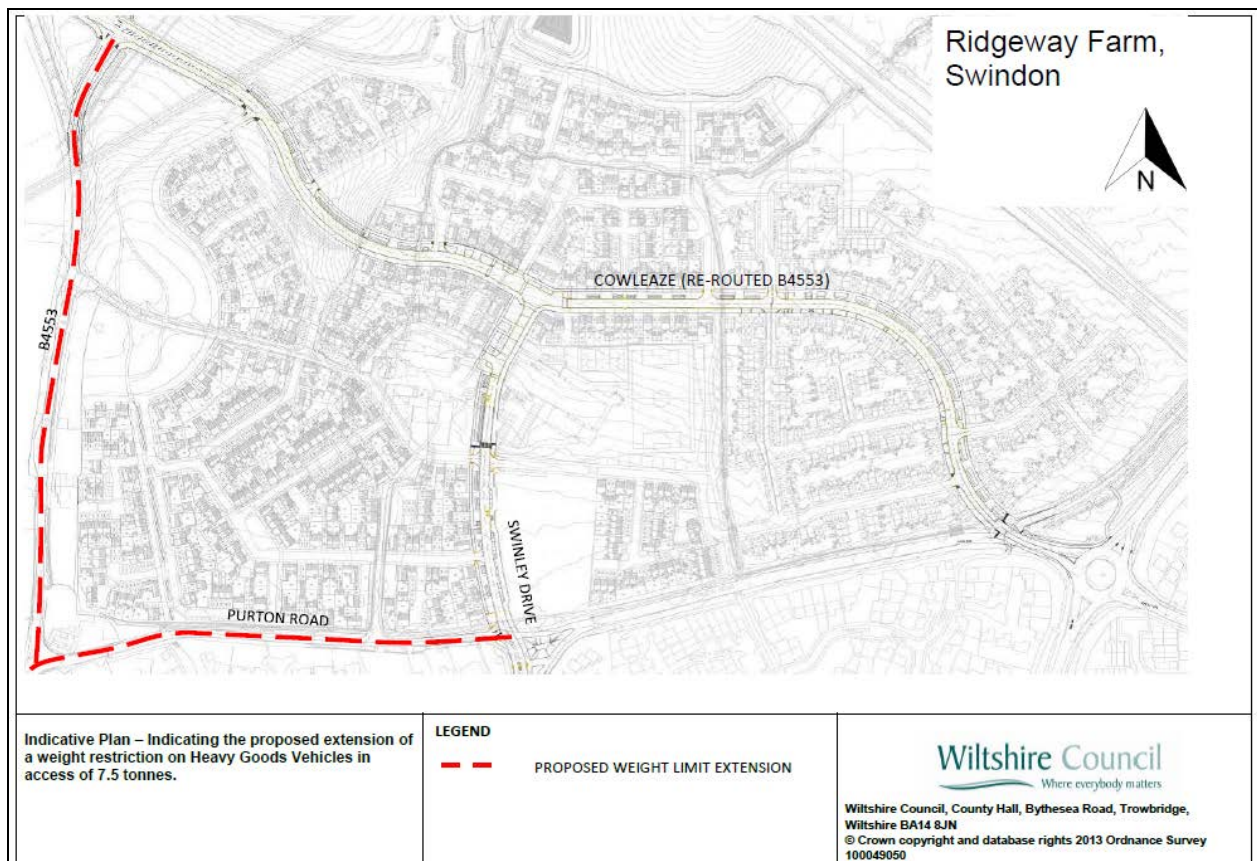 Ridgeway Farm,
Swindon
N
COWLEAZE (RE-ROUTED B4553)
B4553
SWINLEY DRIVE
PURTON ROAD
Indicative Plan – Indicating the proposed extension of
a weight restriction on Heavy Goods Vehicles in
access of 7.5 tonnes.
LEGEND
PROPOSED WEIGHT LIMIT EXTENSION
Wiltshire Council
Where everybody matters
Wiltshire Council, County Hall, Bythesea Road, Trowbridge,
Wiltshire BA14 8JN
© Crown copyright and database rights 2013 Ordnance Survey
100049050